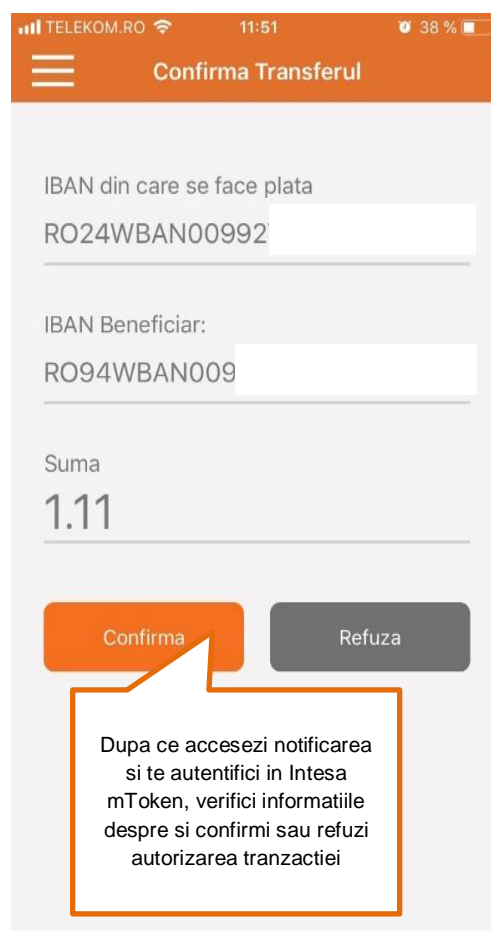 TELEKOM.RO 11:51 38 %
Confirma Transferul
IBAN din care se face plata
RO24WBAN00992
IBAN Beneficiar:
RO94WBAN009
Suma
1.11
Confirma Refuza
Dupa ce accesezi notificarea
si te autentifici in Intesa
mToken, verifici informatiile
despre si confirmi sau refuzi
autorizarea tranzactiei